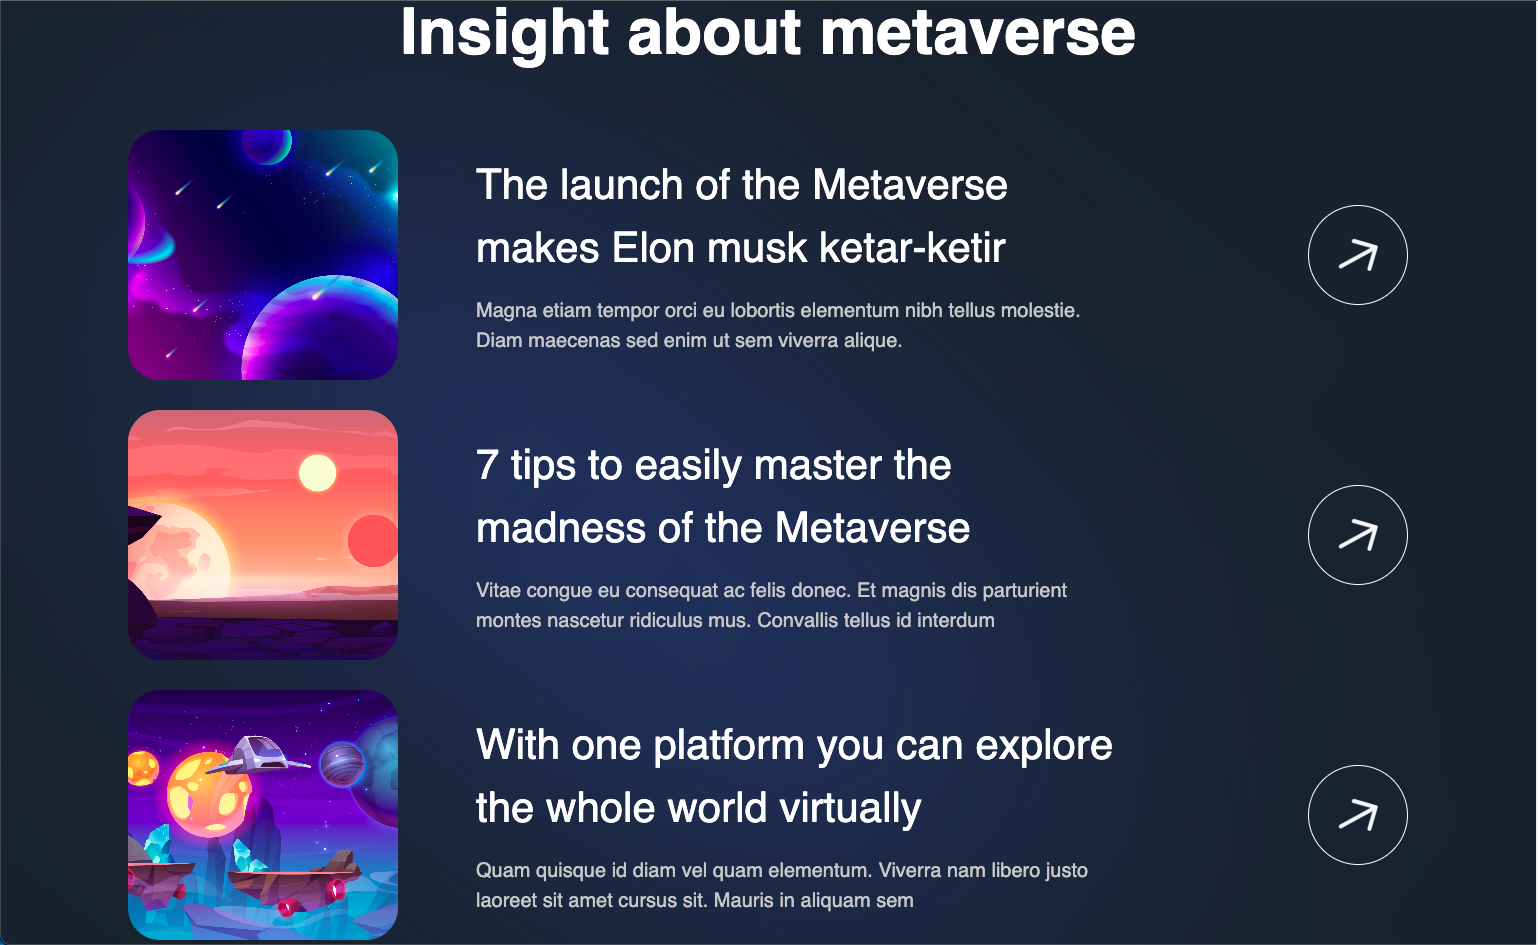 Insight about metaverse
The launch of the Metaverse
makes Elon musk ketar-ketir
Magna etiam tempor orci eu lobortis elementum nibh tellus molestie.
Diam maecenas sed enim ut sem viverra alique.
7 tips to easily master the
madness of the Metaverse
Vitae congue eu consequat ac felis donec. Et magnis dis parturient
montes nascetur ridiculus mus. Convallis tellus id interdum
With one platform you can explore
the whole world virtually
Quam quisque id diam vel quam elementum. Viverra nam libero justo
laoreet sit amet cursus sit. Mauris in aliquam sem